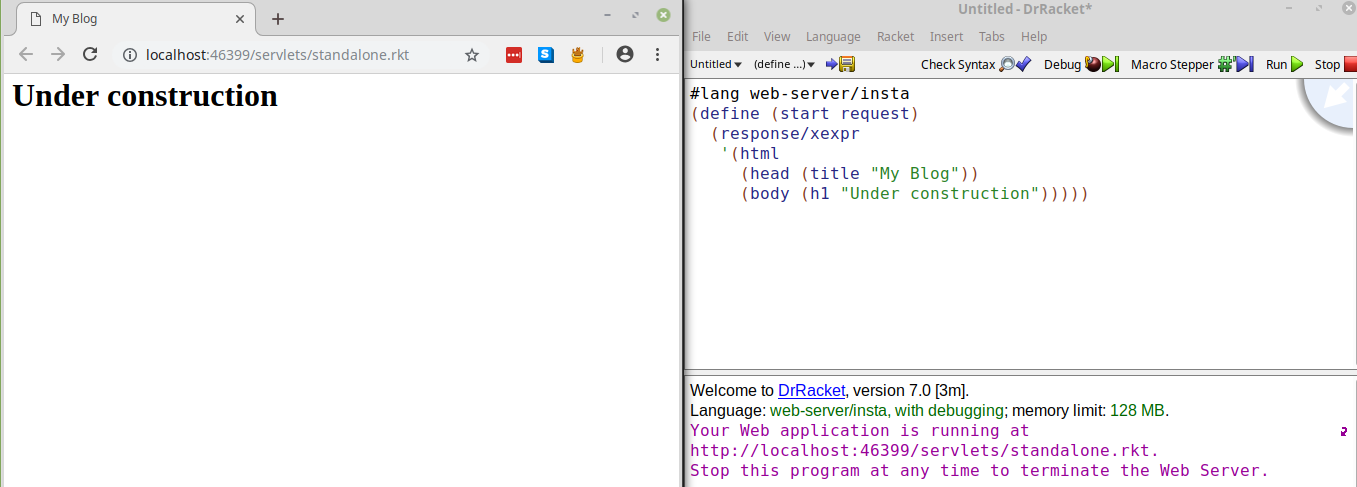 My Blog
localhost:46399/servlets/standalone.rkt
Under construction
Untitled - DrRacket*
File Edit View Language Racket Insert Tabs Help
Untitled (define ...) Check Syntax Debug Macro Stepper Run Stop
#lang web-server/insta
(define (start request)
  (response/xexpr
   '(html
     (head (title "My Blog"))
     (body (h1 "Under construction")))))
Welcome to DrRacket, version 7.0 [3m].
Language: web-server/insta, with debugging; memory limit: 128 MB.
Your Web application is running at
http://localhost:46399/servlets/standalone.rkt.
Stop this program at any time to terminate the Web Server.